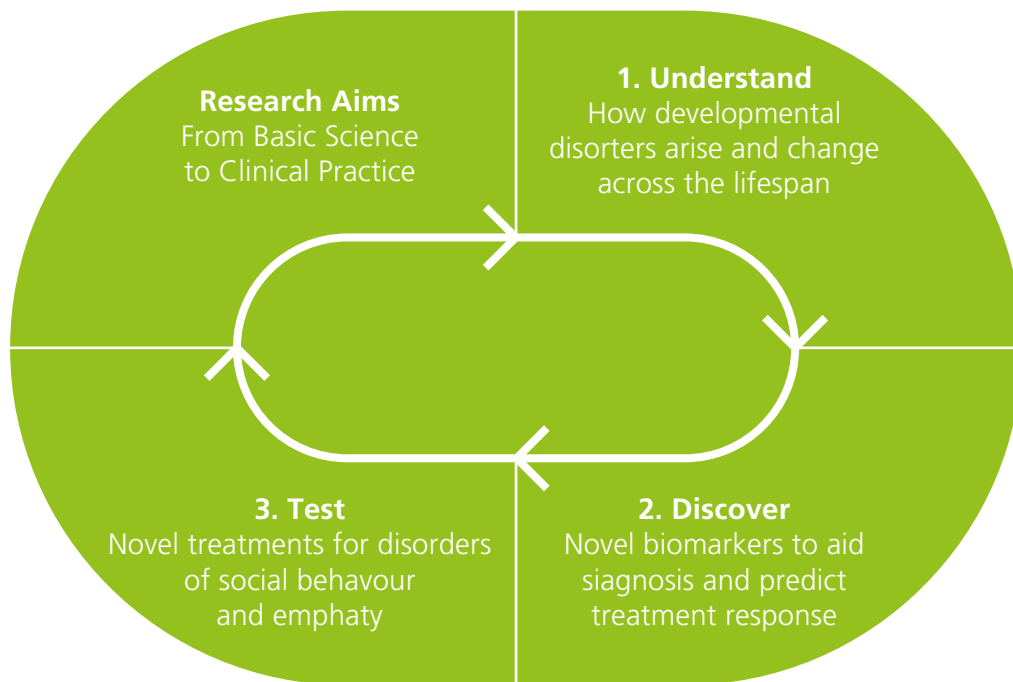 Research Aims
From Basic Science
to Clinical Practice
1. Understand
How developmental
disorters arise and change
across the lifespan
2. Discover
Novel biomarkers to aid
siagnosis and predict
treatment response
3. Test
Novel treatments for disorders
of social behavour
and emphaty